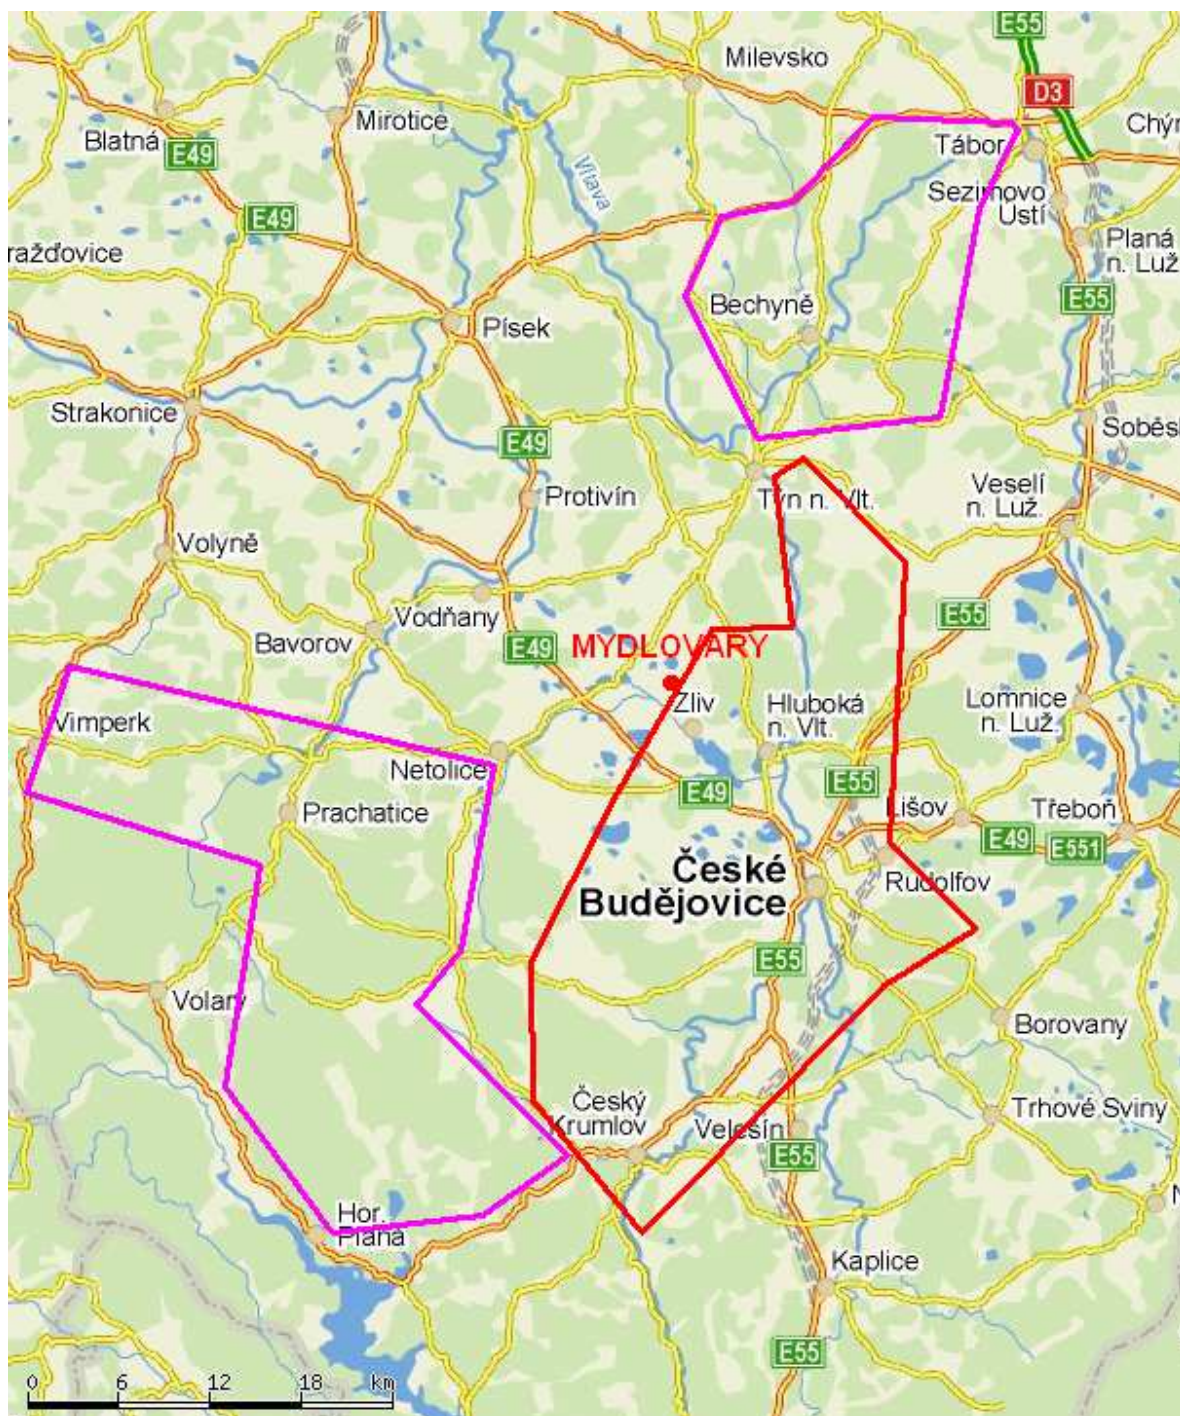 E55
Milevsko
D3
Mirotice
Blatná
E49
Chýn
Tábor
Vltava
Sezimovo
Ústí
E49
Planá
n. Luž
ražďovice
E55
Bechyně
Písek
Strakonice
Soběsl
E49
Protivín
Týn n. Vlt.
Veselí
n. Luž.
Volyně
Vodňany
E55
Bavorov
E49
MYDLOVARY
Zliv
Hluboká
n. Vlt.
Lomnice
n. Luž.
Vimperk
Netolice
E49
E55
Prachatice
Lišov
Třeboň
E49
E551
České
Budějovice
Rudolfov
E55
Volary
Borovany
Český
Krumlov
Velešín
Trhové Sviny
E55
N
Hor.
Planá
Kaplice
E55
0 6 12 18 km